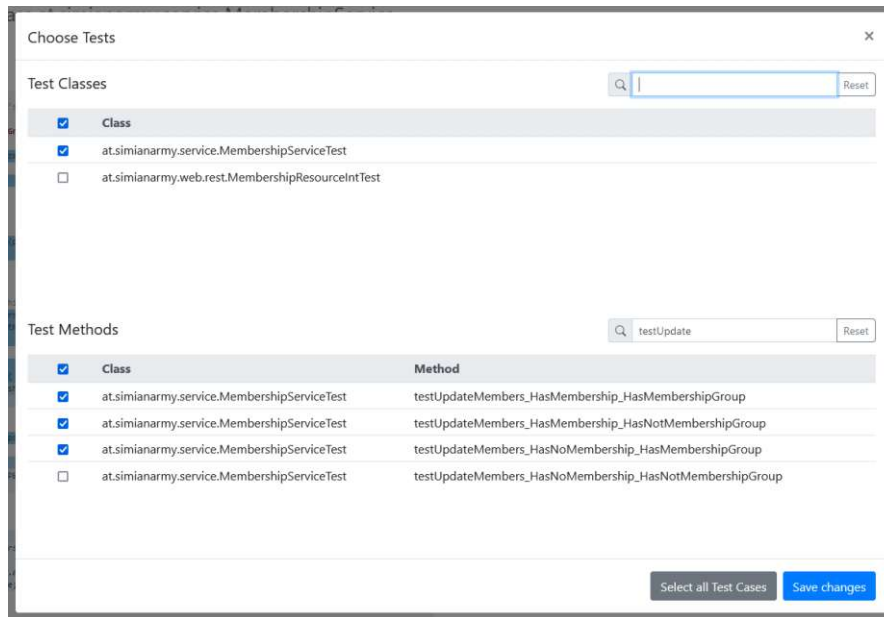 Choose Tests ×
Test Classes Reset
Class
at.simianarmy.service.MembershipServiceTest
at.simianarmy.web.rest.MembershipResourceIntTest
Test Methods testUpdate Reset
Class Method
at.simianarmy.service.MembershipServiceTest testUpdateMembers_HasMembership_HasMembershipGroup
at.simianarmy.service.MembershipServiceTest testUpdateMembers_HasMembership_HasNotMembershipGroup
at.simianarmy.service.MembershipServiceTest testUpdateMembers_HasNoMembership_HasMembershipGroup
at.simianarmy.service.MembershipServiceTest testUpdateMembers_HasNoMembership_HasNotMembershipGroup
Select all Test Cases Save changes